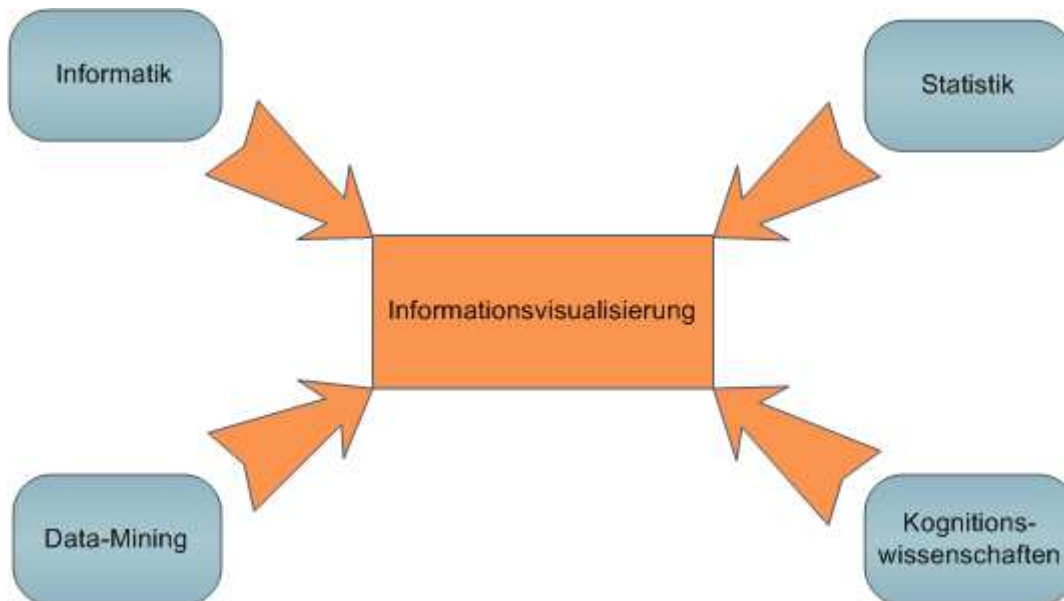 Informatik
Statistik
Informationsvisualisierung
Data-Mining
Kognitions-
wissenschaften